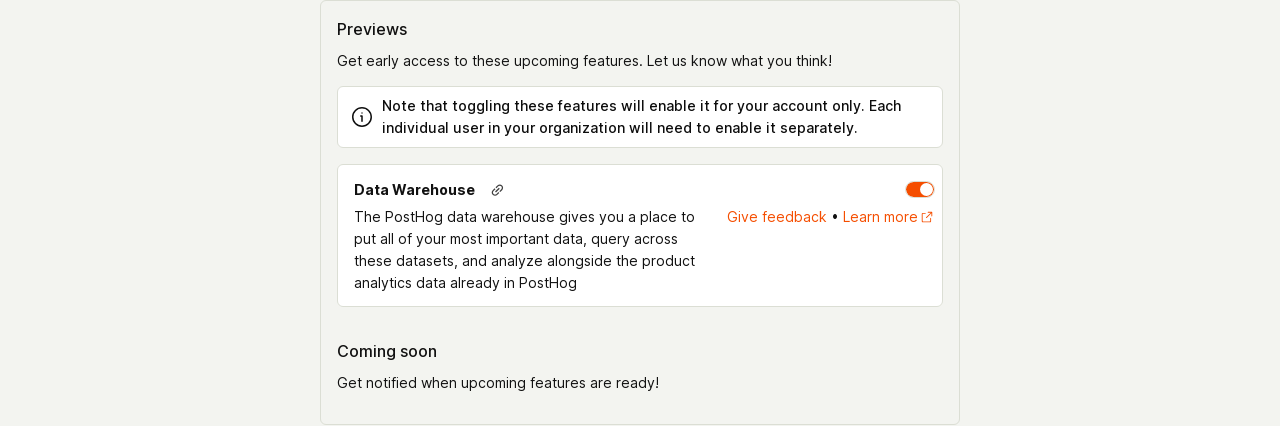 Previews
Get early access to these upcoming features. Let us know what you think!
Note that toggling these features will enable it for your account only. Each
individual user in your organization will need to enable it separately.
Data Warehouse
The PostHog data warehouse gives you a place to
put all of your most important data, query across
these datasets, and analyze alongside the product
analytics data already in PostHog
Give feedback • Learn more
Coming soon
Get notified when upcoming features are ready!